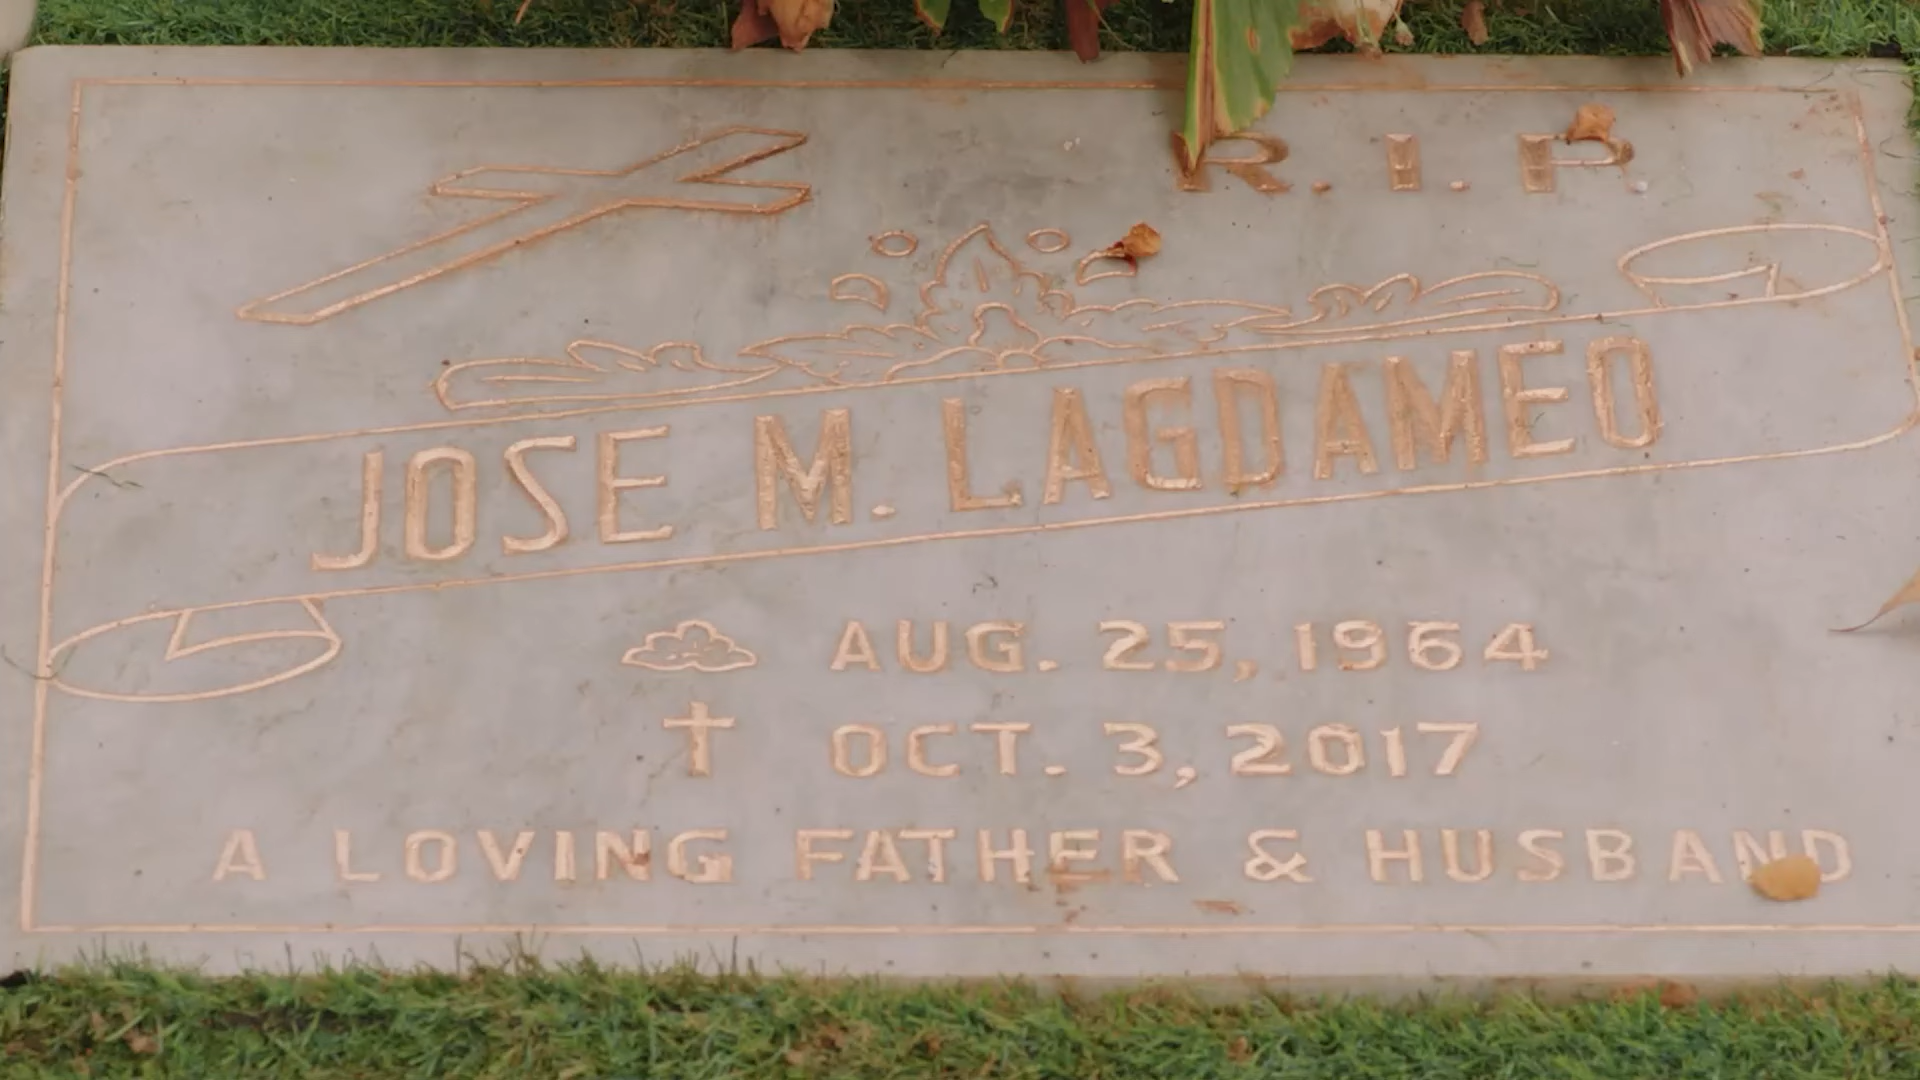 R.I.P.
JOSE M. LAGDAMEO
AUG. 25, 1964
OCT. 3, 2017
A LOVING FATHER & HUSBAND